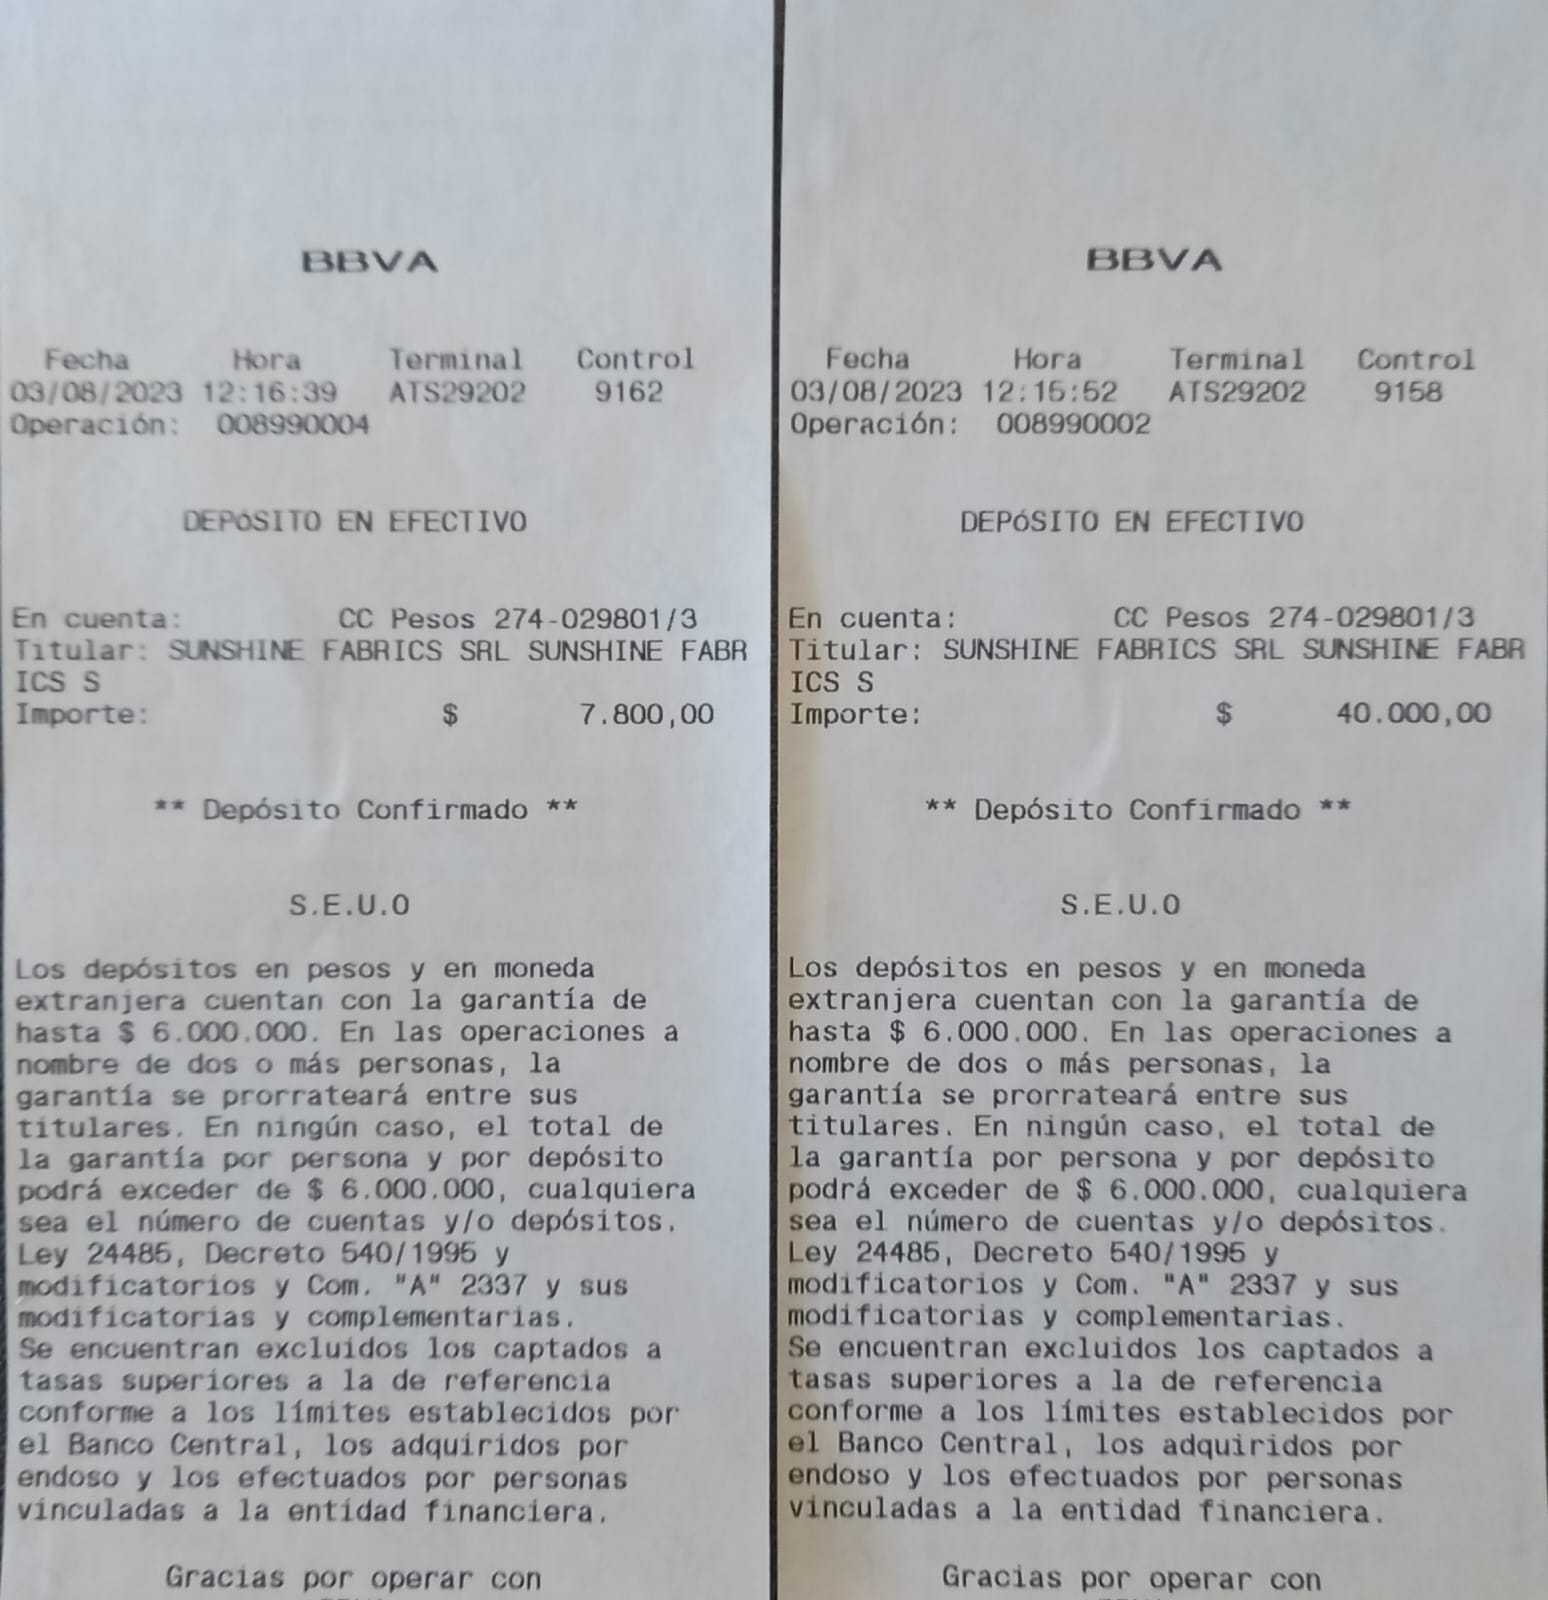 BBVA
Fecha Hora Terminal Control
03/08/2023 12:16:39 ATS29202 9162
Operación: 008990004
DEPóSITO EN EFECTIVO
En cuenta: CC Pesos 274-029801/3
Titular: SUNSHINE FABRICS SRL SUNSHINE FABR
ICS S
Importe: $ 7.800,00
** Depósito Confirmado **
S.E.U.O
Los depósitos en pesos y en moneda
extranjera cuentan con la garantía de
hasta $ 6.000.000. En las operaciones a
nombre de dos o más personas, la
garantía se prorrateará entre sus
titulares. En ningún caso, el total de
la garantía por persona y por depósito
podrá exceder de $ 6.000.000, cualquiera
sea el número de cuentas y/o depósitos.
Ley 24485, Decreto 540/1995 y
modificatorios y Com. "A" 2337 y sus
modificatorias y complementarias.
Se encuentran excluidos los captados a
tasas superiores a la de referencia
conforme a los límites establecidos por
el Banco Central, los adquiridos por
endoso y los efectuados por personas
vinculadas a la entidad financiera.
Gracias por operar con
BBVA
Fecha Hora Terminal Control
03/08/2023 12:15:52 ATS29202 9158
Operación: 008990002
DEPóSITO EN EFECTIVO
En cuenta: CC Pesos 274-029801/3
Titular: SUNSHINE FABRICS SRL SUNSHINE FABR
ICS S
Importe: $ 40.000,00
** Depósito Confirmado **
S.E.U.O
Los depósitos en pesos y en moneda
extranjera cuentan con la garantía de
hasta $ 6.000.000. En las operaciones a
nombre de dos o más personas, la
garantía se prorrateará entre sus
titulares. En ningún caso, el total de
la garantía por persona y por depósito
podrá exceder de $ 6.000.000, cualquiera
sea el número de cuentas y/o depósitos.
Ley 24485, Decreto 540/1995 y
modificatorios y Com. "A" 2337 y sus
modificatorias y complementarias.
Se encuentran excluidos los captados a
tasas superiores a la de referencia
conforme a los límites establecidos por
el Banco Central, los adquiridos por
endoso y los efectuados por personas
vinculadas a la entidad financiera.
Gracias por operar con